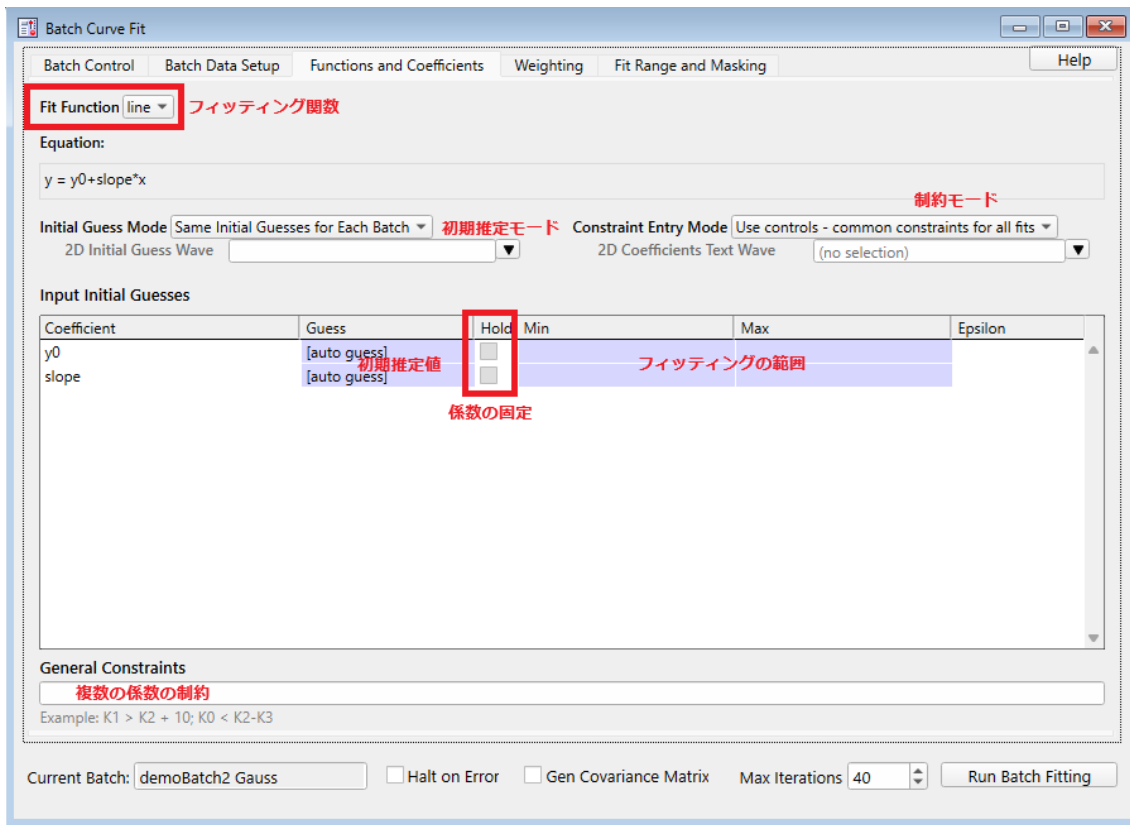 Batch Curve Fit
Batch Control Batch Data Setup Functions and Coefficients Weighting Fit Range and Masking Help
Fit Function line フィッティング関数
Equation:
y = y0+slope*x
制約モード
Initial Guess Mode Same Initial Guesses for Each Batch 初期推定モード Constraint Entry Mode Use controls - common constraints for all fits
2D Initial Guess Wave 2D Coefficients Text Wave (no selection)
Input Initial Guesses
Coefficient Guess Hold Min Max Epsilon
y0 [auto guess]
初期推定値 フィッティングの範囲
slope [auto guess]
係数の固定
General Constraints
複数の係数の制約
Example: K1 > K2 + 10; K0 < K2-K3
Current Batch: demoBatch2 Gauss Halt on Error Gen Covariance Matrix Max Iterations 40 Run Batch Fitting